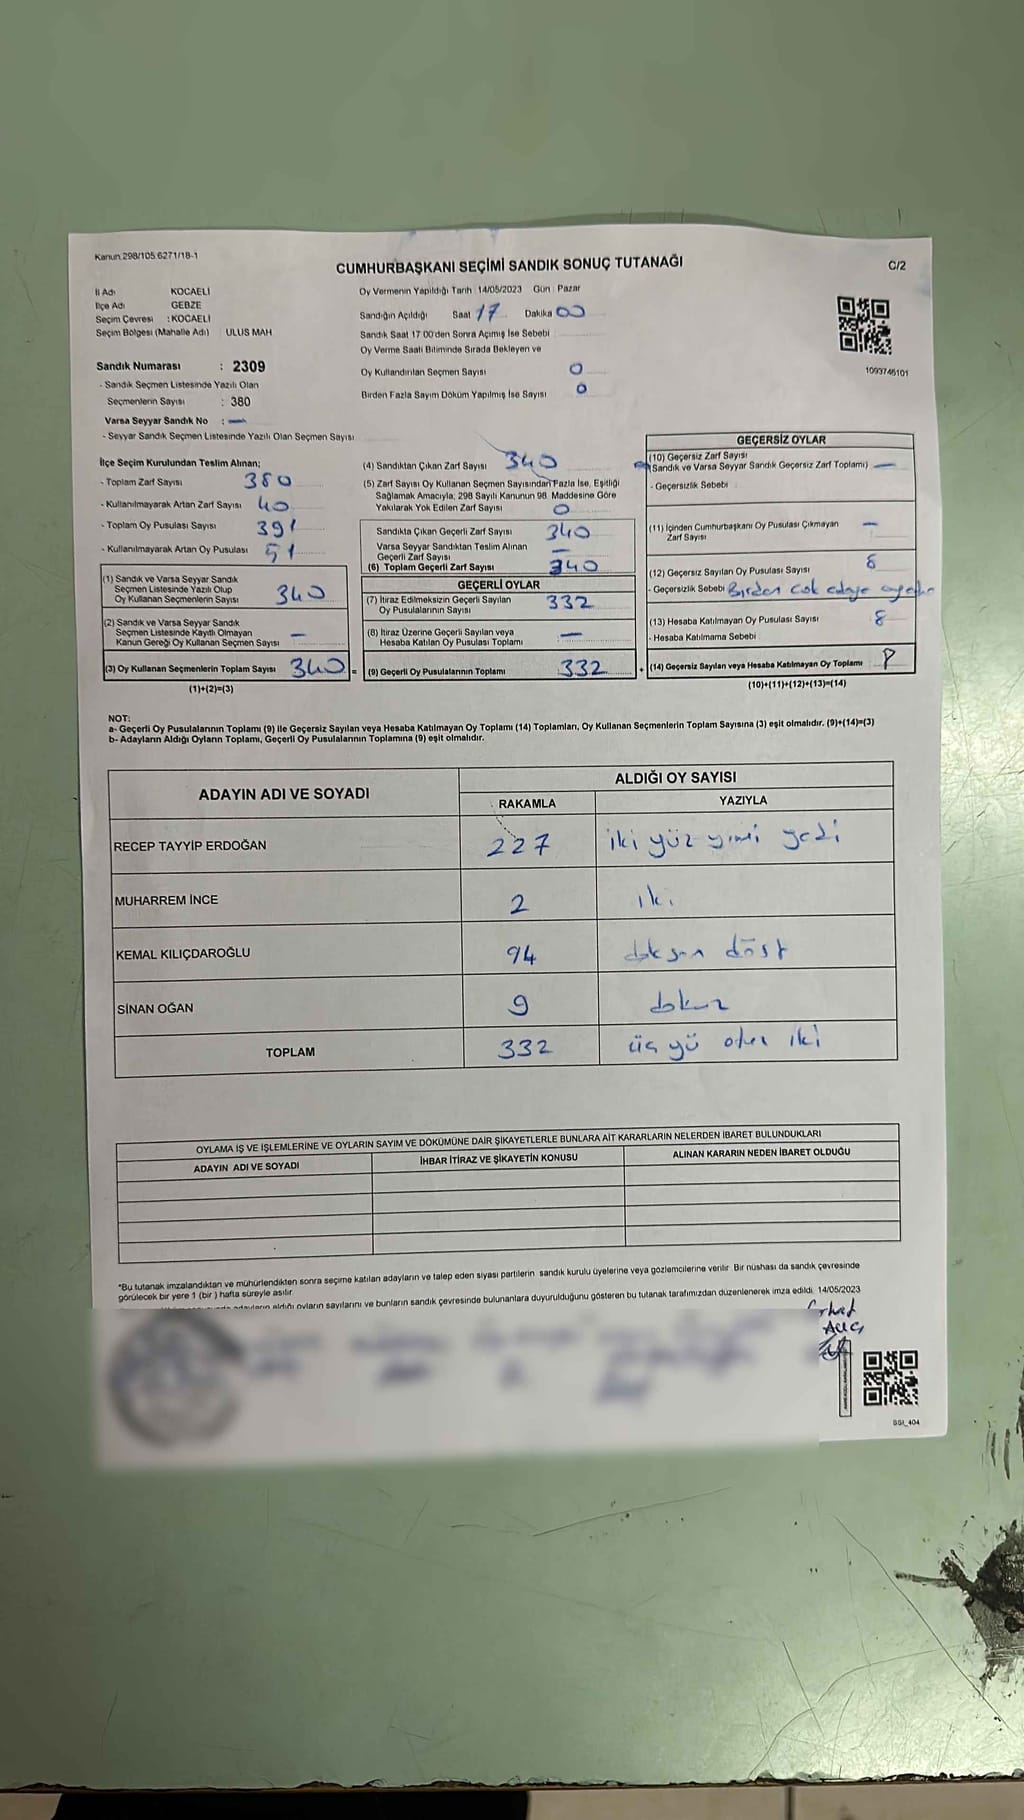 Kanun 298/105 6271/18-1
CUMHURBAŞKANI SEÇİMİ SANDIK SONUÇ TUTANAĞI
C/2
İl Adı KOCAELİ
İlçe Adı GEBZE
Seçim Çevresi : KOCAELİ
Seçim Bölgesi (Mahalle Adı) ULUS MAH
Sandık Numarası : 2309
- Sandık Seçmen Listesinde Yazılı Olan
Seçmenlerin Sayısı : 380
Varsa Seyyar Sandık No : —
- Seyyar Sandık Seçmen Listesinde Yazılı Olan Seçmen Sayısı
Oy Vermenin Yapıldığı Tarih 14/05/2023 Gün : Pazar
Sandığın Açıldığı Saat 17 Dakika 00
Sandık Saat 17 00'den Sonra Açımış İse Sebebi
Oy Verme Saati Bitiminde Sırada Bekleyen ve
Oy Kullandırılan Seçmen Sayısı 0
Birden Fazla Sayım Döküm Yapılmış İse Sayısı 0
1093746101
İlçe Seçim Kurulundan Teslim Alınan;
- Toplam Zarf Sayısı 380
- Kullanılmayarak Artan Zarf Sayısı 40
- Toplam Oy Pusulası Sayısı 391
- Kullanılmayarak Artan Oy Pusulası 51
(1) Sandık ve Varsa Seyyar Sandık
Seçmen Listesinde Yazılı Olup
Oy Kullanan Seçmenlerin Sayısı 340
(2) Sandık ve Varsa Seyyar Sandık
Seçmen Listesinde Kayıtlı Olmayan
Kanun Gereği Oy Kullanan Seçmen Sayısı —
(3) Oy Kullanan Seçmenlerin Toplam Sayısı 340 =
(1)+(2)=(3)
(4) Sandıktan Çıkan Zarf Sayısı 340
(5) Zarf Sayısı Oy Kullanan Seçmen Sayısından Fazla İse, Eşitliği
Sağlamak Amacıyla, 298 Sayılı Kanunun 98. Maddesine Göre
Yakılarak Yok Edilen Zarf Sayısı 0
Sandıkta Çıkan Geçerli Zarf Sayısı 340
Varsa Seyyar Sandıktan Teslim Alınan
Geçerli Zarf Sayısı —
(6) Toplam Geçerli Zarf Sayısı 340
GEÇERLİ OYLAR
(7) İtiraz Edilmeksizin Geçerli Sayılan
Oy Pusulalarının Sayısı 332
(8) İtiraz Üzerine Geçerli Sayılan veya
Hesaba Katılan Oy Pusulası Toplamı —
(9) Geçerli Oy Pusulalarının Toplamı 332 +
GEÇERSİZ OYLAR
(10) Geçersiz Zarf Sayısı
(Sandık ve Varsa Seyyar Sandık Geçersiz Zarf Toplamı) —
- Geçersizlik Sebebi
(11) İçinden Cumhurbaşkanı Oy Pusulası Çıkmayan
Zarf Sayısı —
(12) Geçersiz Sayılan Oy Pusulası Sayısı 8
- Geçersizlik Sebebi Birden çok adaya
(13) Hesaba Katılmayan Oy Pusulası Sayısı 8
- Hesaba Katılmama Sebebi
(14) Geçersiz Sayılan veya Hesaba Katılmayan Oy Toplamı 8
(10)+(11)+(12)+(13)=(14)
NOT:
a- Geçerli Oy Pusulalarının Toplamı (9) ile Geçersiz Sayılan veya Hesaba Katılmayan Oy Toplamı (14) Toplamları, Oy Kullanan Seçmenlerin Toplam Sayısına (3) eşit olmalıdır. (9)+(14)=(3)
b- Adayların Aldığı Oyların Toplamı, Geçerli Oy Pusulalarının Toplamına (9) eşit olmalıdır.
ADAYIN ADI VE SOYADI
ALDIĞI OY SAYISI
RAKAMLA YAZIYLA
RECEP TAYYİP ERDOĞAN 227 iki yüz yirmi yedi
MUHARREM İNCE 2 iki
KEMAL KILIÇDAROĞLU 94 doksan dört
SİNAN OĞAN 9 dokuz
TOPLAM 332 üç yü otuz iki
OYLAMA İŞ VE İŞLEMLERİNE VE OYLARIN SAYIM VE DÖKÜMÜNE DAİR ŞİKAYETLERLE BUNLARA AİT KARARLARIN NELERDEN İBARET BULUNDUKLARI
ADAYIN ADI VE SOYADI İHBAR İTİRAZ VE ŞİKAYETİN KONUSU ALINAN KARARIN NEDEN İBARET OLDUĞU
*Bu tutanak imzalandıktan ve mühürlendikten sonra seçime katılan adayların ve talep eden siyasi partilerin sandık kurulu üyelerine veya gözlemcilerine verilir Bir nüshası da sandık çevresinde
görülecek bir yere 1 (bir ) hafta süreyle asılır
adayların aldığı oyların sayılarını ve bunların sandık çevresinde bulunanlara duyurulduğunu gösteren bu tutanak tarafımızdan düzenlenerek imza edildi. 14/05/2023
SSI_404